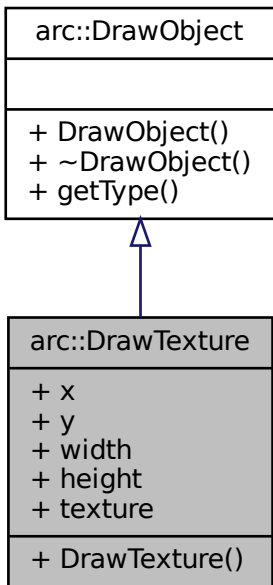 arc::DrawObject
+ DrawObject()
+ ~DrawObject()
+ getType()
arc::DrawTexture
+ x
+ y
+ width
+ height
+ texture
+ DrawTexture()